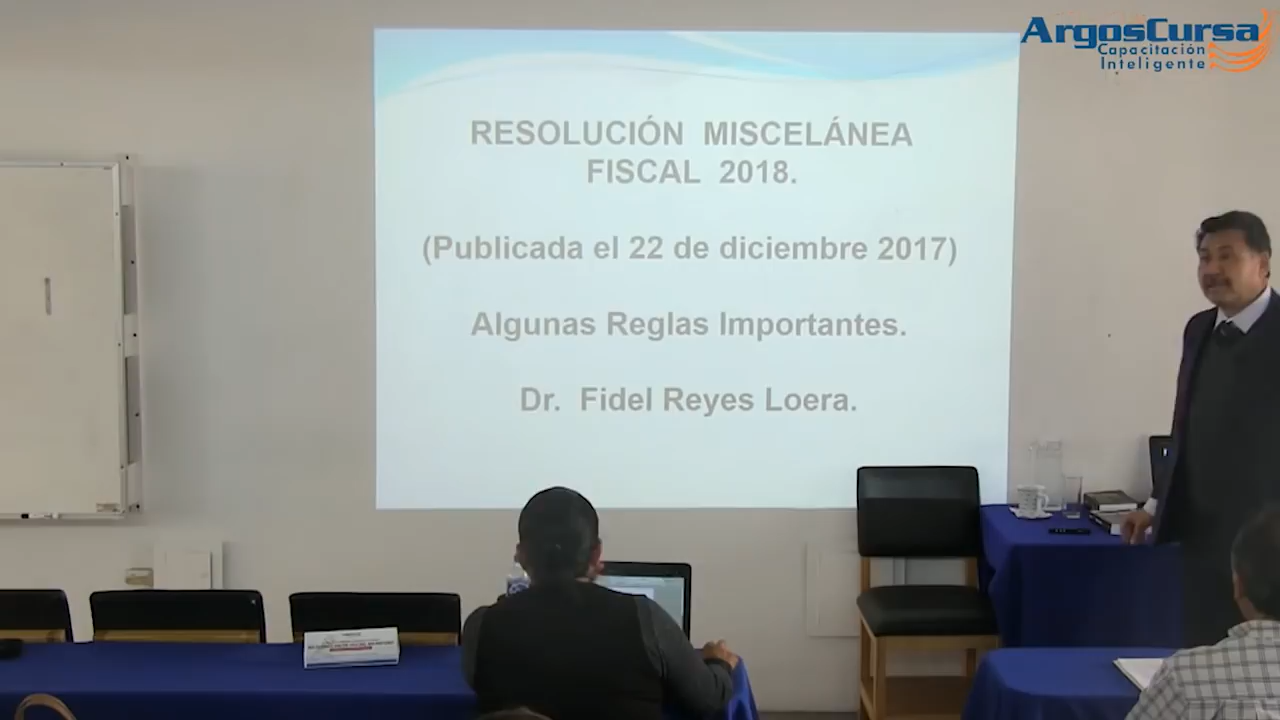 ArgosCursa
Capacitación
Inteligente
RESOLUCIÓN MISCELÁNEA
FISCAL 2018.
(Publicada el 22 de diciembre 2017)
Algunas Reglas Importantes.
Dr. Fidel Reyes Loera.